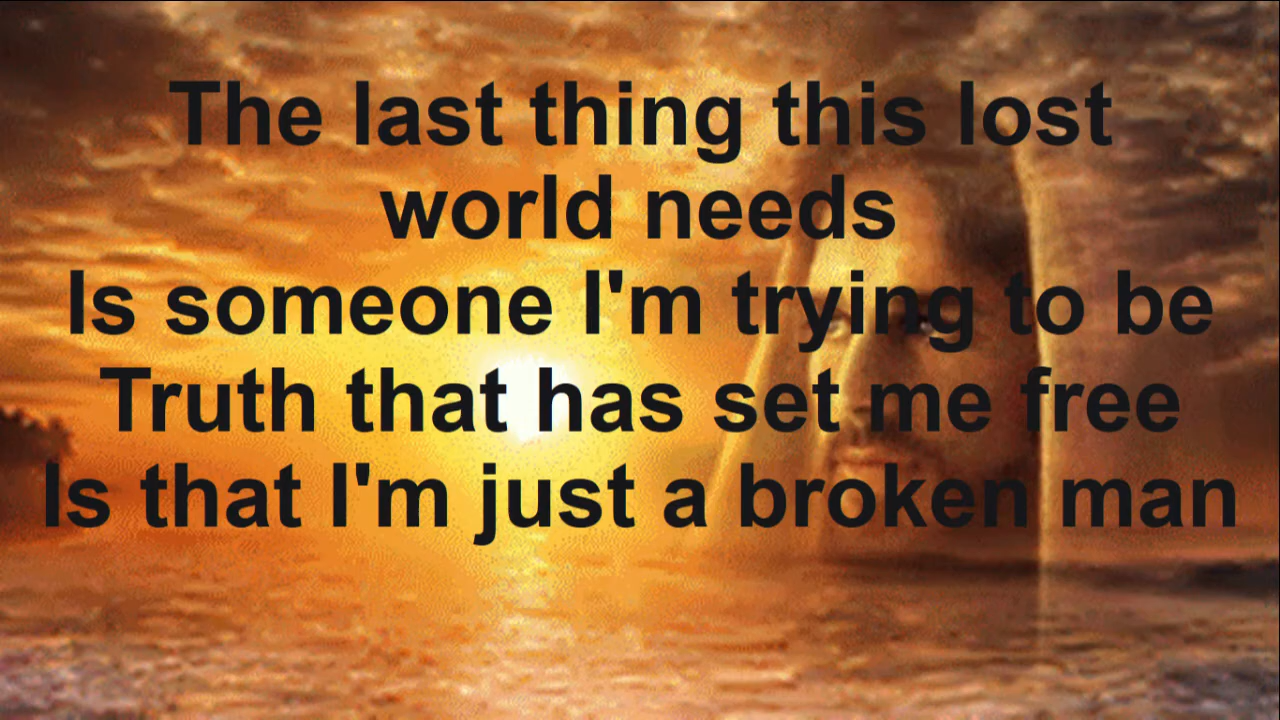 The last thing this lost
world needs
Is someone I'm trying to be
Truth that has set me free
Is that I'm just a broken man